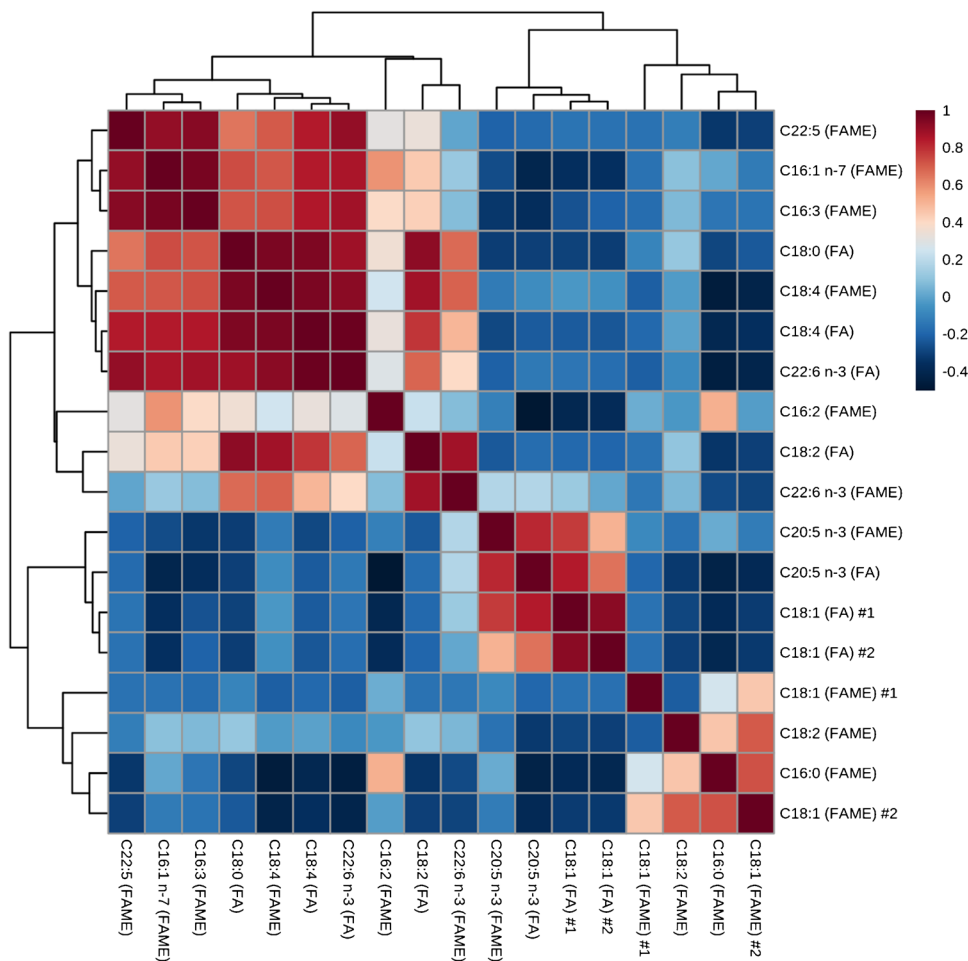 1
0.8
0.6
0.4
0.2
0
-0.2
-0.4
C22:5 (FAME)
C16:1 n-7 (FAME)
C16:3 (FAME)
C18:0 (FA)
C18:4 (FAME)
C18:4 (FA)
C22:6 n-3 (FA)
C16:2 (FAME)
C18:2 (FA)
C22:6 n-3 (FAME)
C20:5 n-3 (FAME)
C20:5 n-3 (FA)
C18:1 (FA) #1
C18:1 (FA) #2
C18:1 (FAME) #1
C18:2 (FAME)
C16:0 (FAME)
C18:1 (FAME) #2
C22:5 (FAME)
C16:1 n-7 (FAME)
C16:3 (FAME)
C18:0 (FA)
C18:4 (FAME)
C18:4 (FA)
C22:6 n-3 (FA)
C16:2 (FAME)
C18:2 (FA)
C22:6 n-3 (FAME)
C20:5 n-3 (FAME)
C20:5 n-3 (FA)
C18:1 (FA) #1
C18:1 (FA) #2
C18:1 (FAME) #1
C18:2 (FAME)
C16:0 (FAME)
C18:1 (FAME) #2